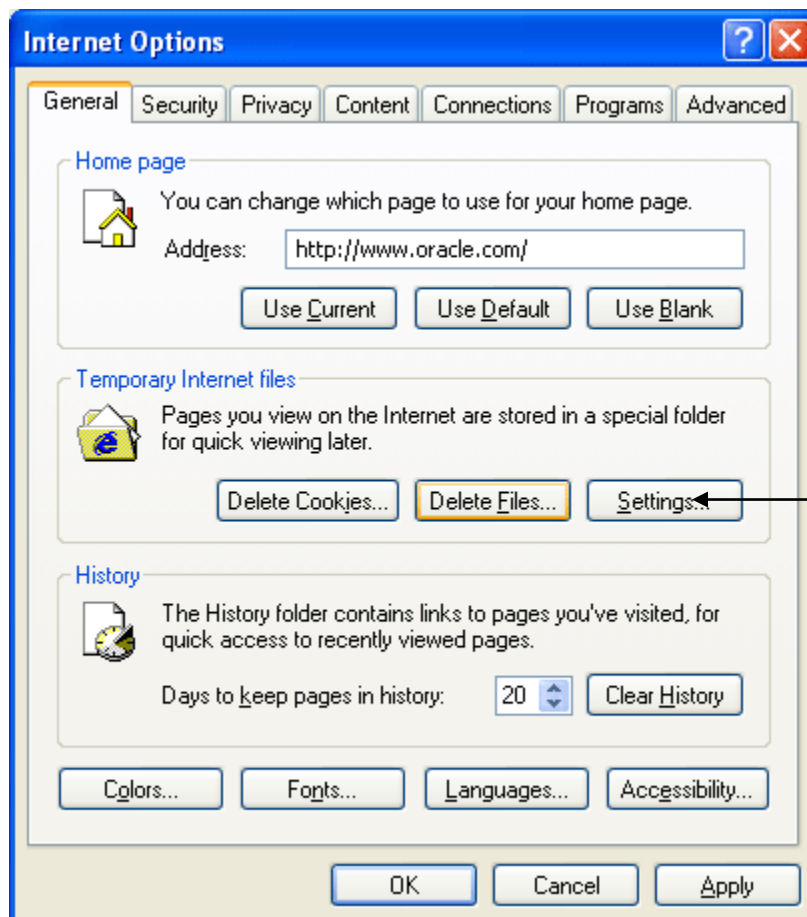 Internet Options
General Security Privacy Content Connections Programs Advanced
Home page
You can change which page to use for your home page.
Address: http://www.oracle.com/
Use Current Use Default Use Blank
Temporary Internet files
Pages you view on the Internet are stored in a special folder
for quick viewing later.
Delete Cookies... Delete Files... Settings...
History
The History folder contains links to pages you've visited, for
quick access to recently viewed pages.
Days to keep pages in history: 20 Clear History
Colors... Fonts... Languages... Accessibility...
OK Cancel Apply